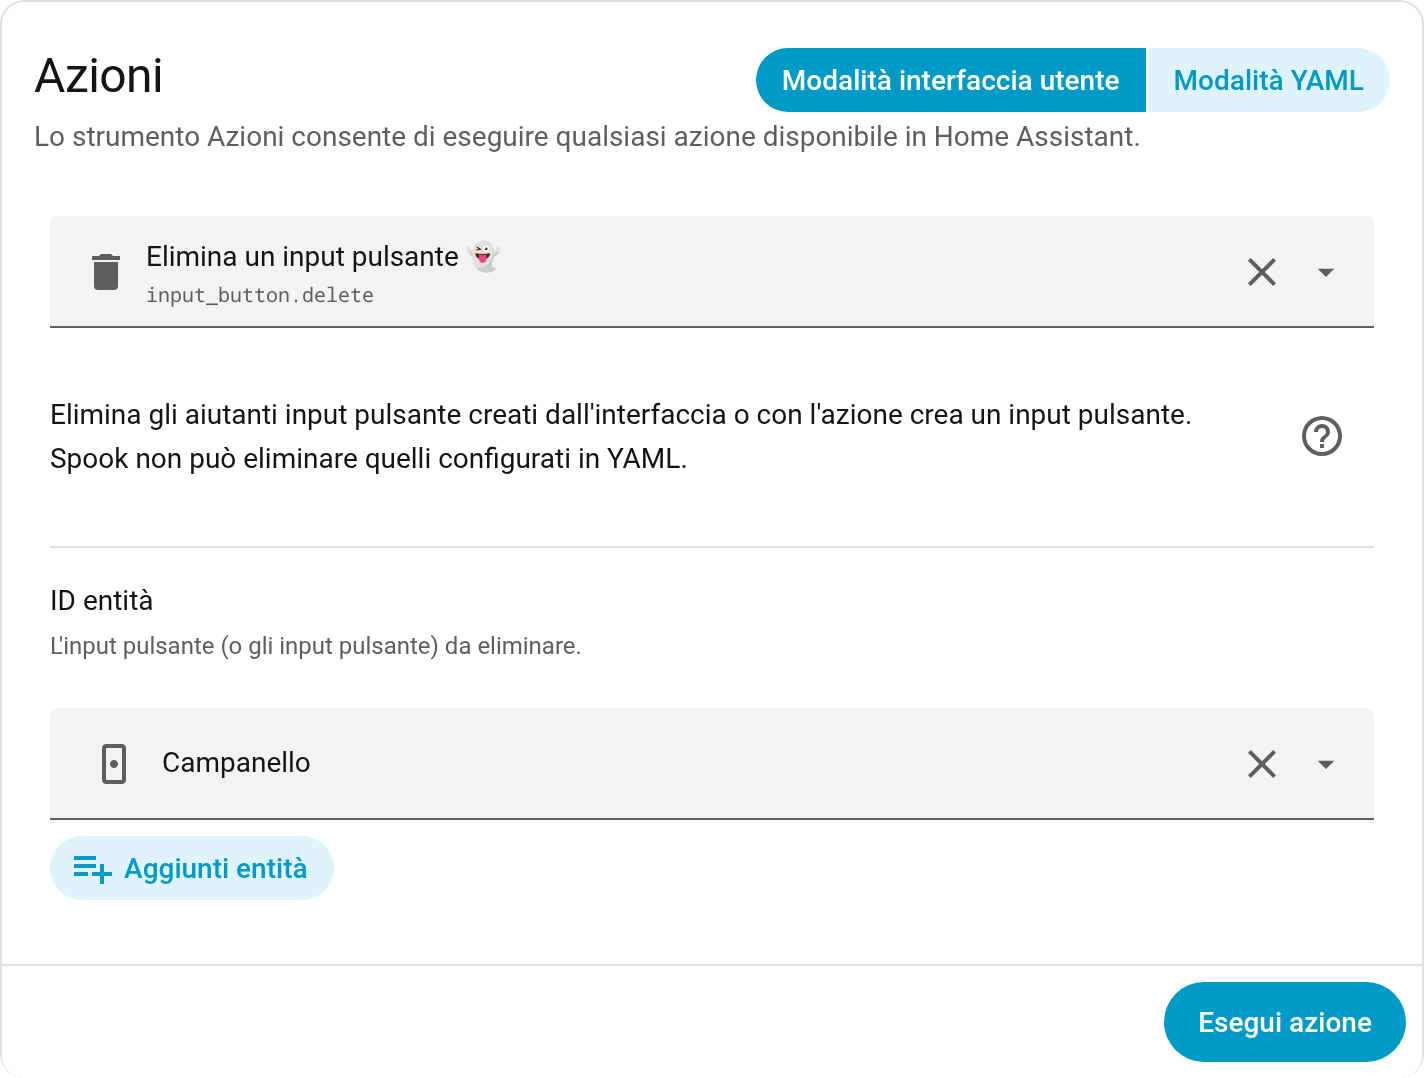 Azioni
Modalità interfaccia utente
Modalità YAML
Lo strumento Azioni consente di eseguire qualsiasi azione disponibile in Home Assistant.
Elimina un input pulsante 👻
input_button.delete
Elimina gli aiutanti input pulsante creati dall'interfaccia o con l'azione crea un input pulsante.
Spook non può eliminare quelli configurati in YAML.
ID entità
L'input pulsante (o gli input pulsante) da eliminare.
Campanello
Aggiunti entità
Esegui azione